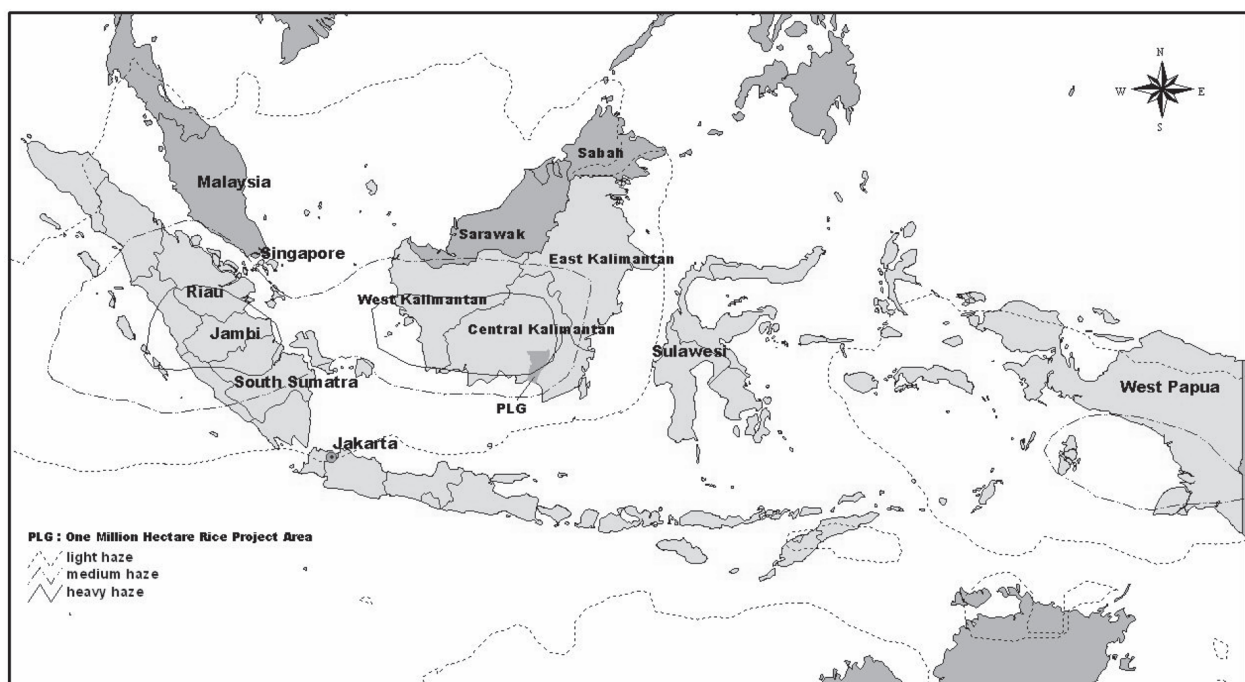 N
W E
S
Sabah
Malaysia
Sarawak
Singapore
East Kalimantan
Riau
West Kalimantan
Jambi
Central Kalimantan
Sulawesi
South Sumatra
West Papua
PLG
Jakarta
PLG : One Million Hectare Rice Project Area
light haze
medium haze
heavy haze